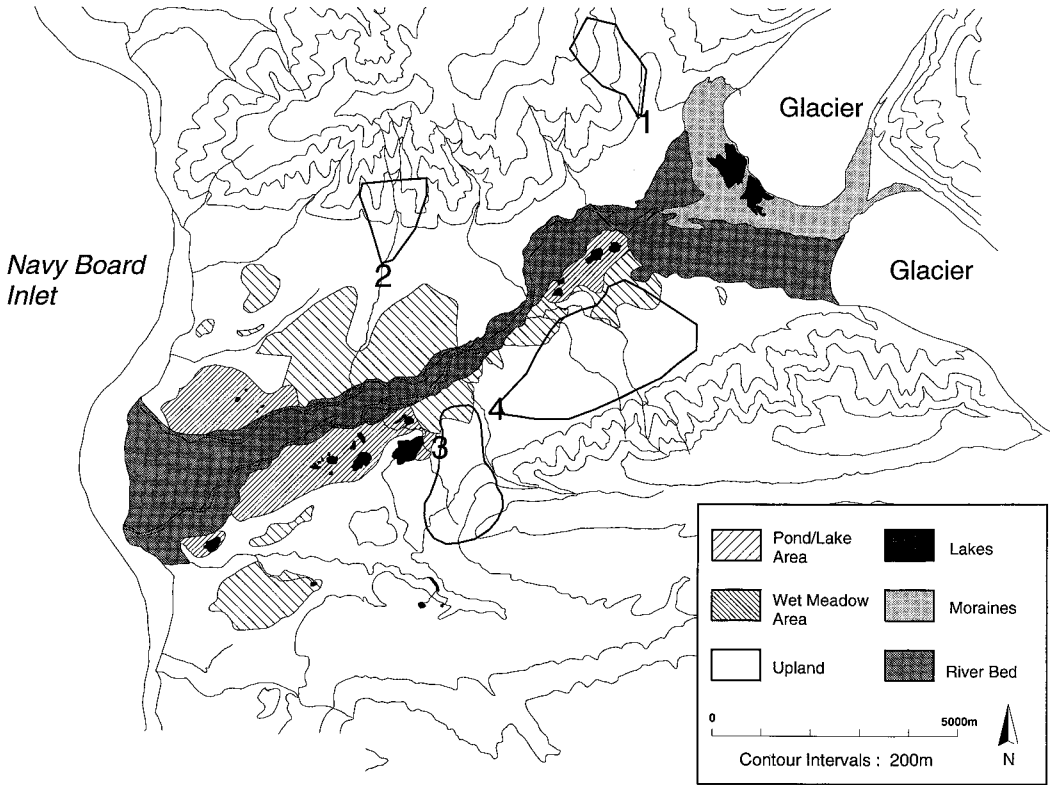 Glacier
1
Navy Board
Inlet
2
Glacier
4
3
Pond/Lake
Area
Lakes
Wet Meadow
Area
Moraines
Upland
River Bed
0
5000m
Contour Intervals : 200m
N